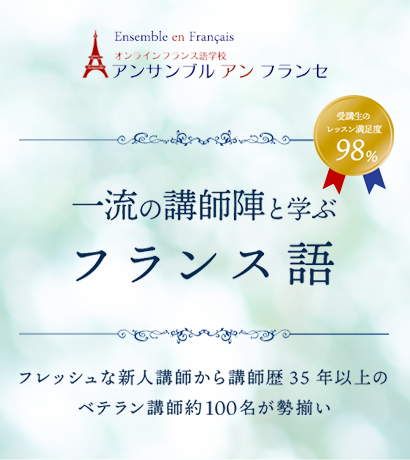 Ensemble en Français
オンラインフランス語学校
アンサンブル アン フランセ
受講生の
レッスン満足度
98%
一流の講師陣と学ぶ
フランス語
フレッシュな新人講師から講師歴 35 年以上の
ベテラン講師約100名が勢揃い